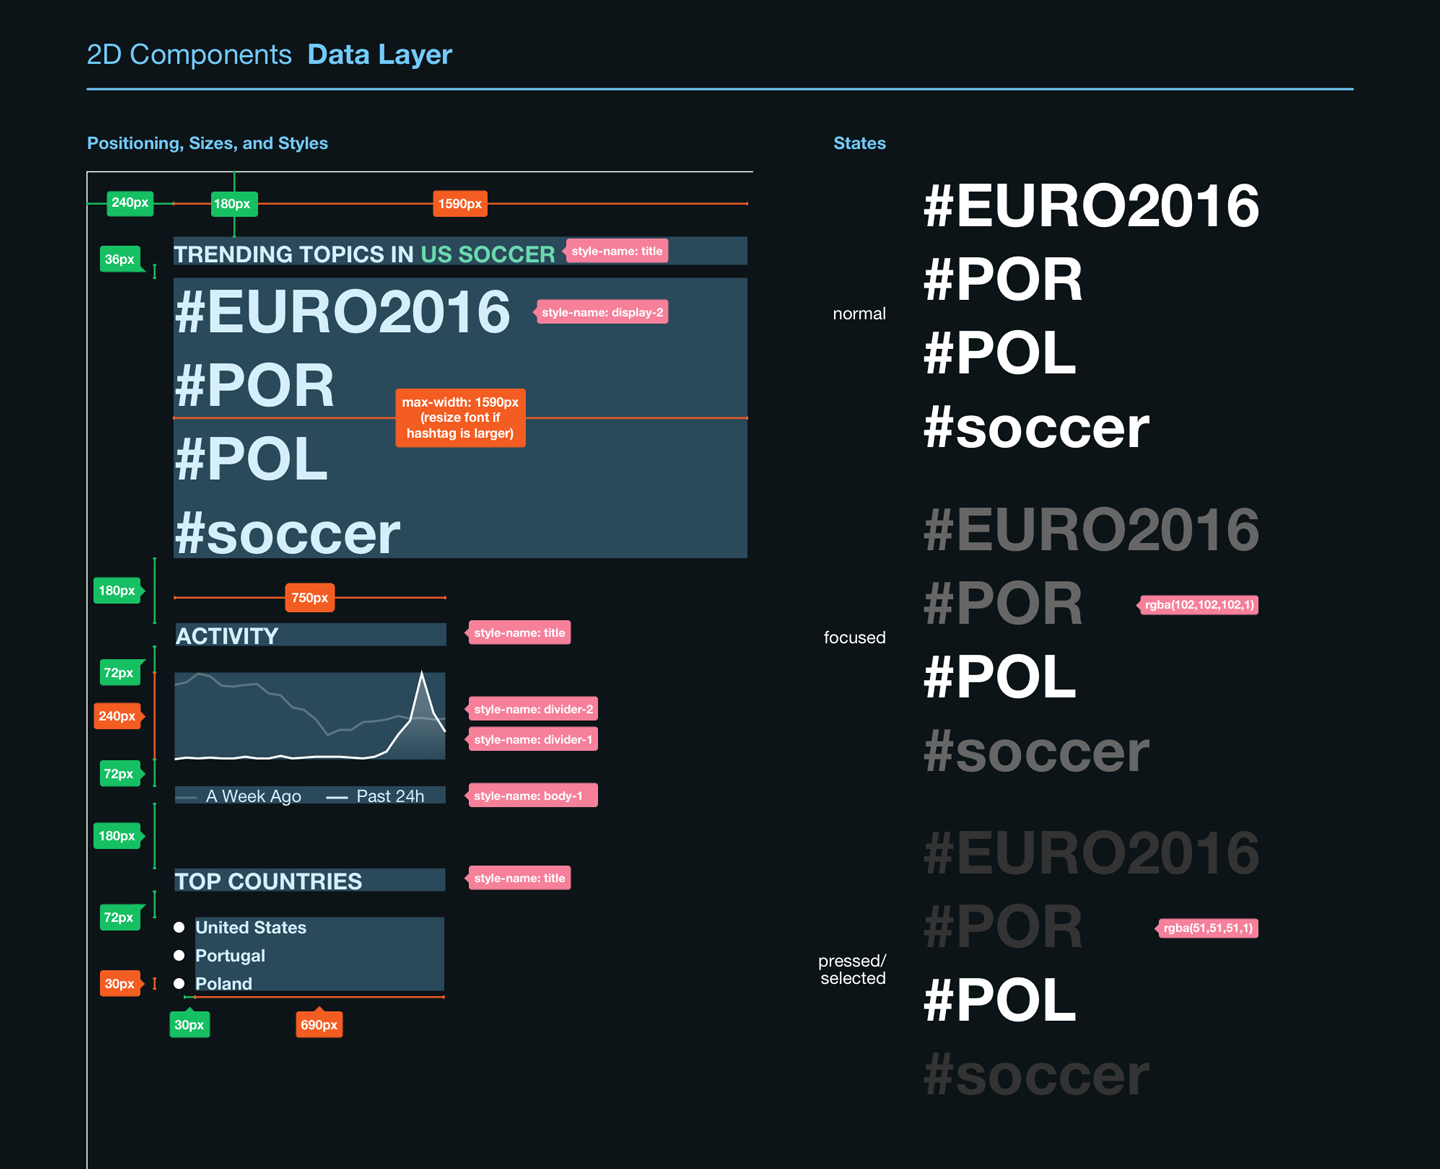 2D Components Data Layer
Positioning, Sizes, and Styles
240px
180px
1590px
36px
TRENDING TOPICS IN US SOCCER
style-name: title
#EURO2016
style-name: display-2
#POR
max-width: 1590px
(resize font if
hashtag is larger)
#POL
#soccer
180px
750px
ACTIVITY
style-name: title
72px
240px
style-name: divider-2
style-name: divider-1
72px
A Week Ago
Past 24h
style-name: body-1
180px
TOP COUNTRIES
style-name: title
72px
United States
Portugal
Poland
30px
30px
690px
States
normal
#EURO2016
#POR
#POL
#soccer
focused
#EURO2016
#POR
rgba(102,102,102,1)
#POL
#soccer
pressed/
selected
#EURO2016
#POR
rgba(51,51,51,1)
#POL
#soccer